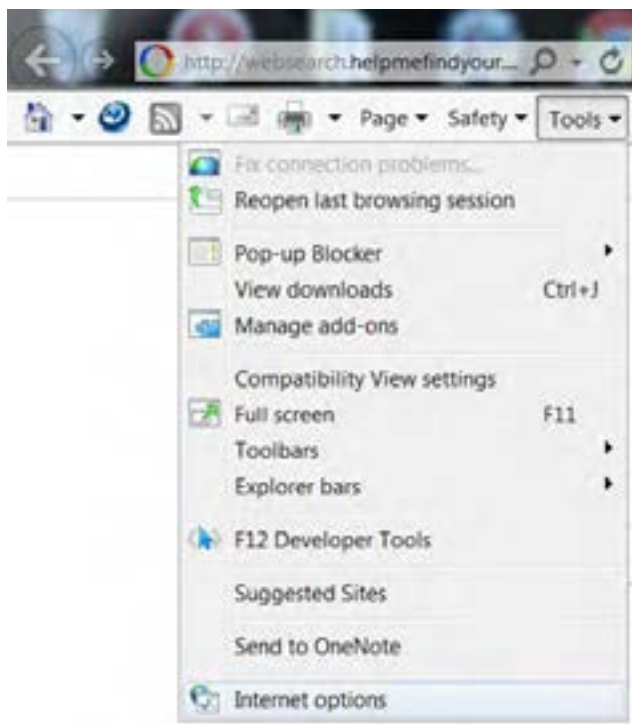 http://websearch.helpmefindyour...
Page Safety Tools
Fix connection problems...
Reopen last browsing session
Pop-up Blocker
View downloads Ctrl+J
Manage add-ons
Compatibility View settings
Full screen F11
Toolbars
Explorer bars
F12 Developer Tools
Suggested Sites
Send to OneNote
Internet options